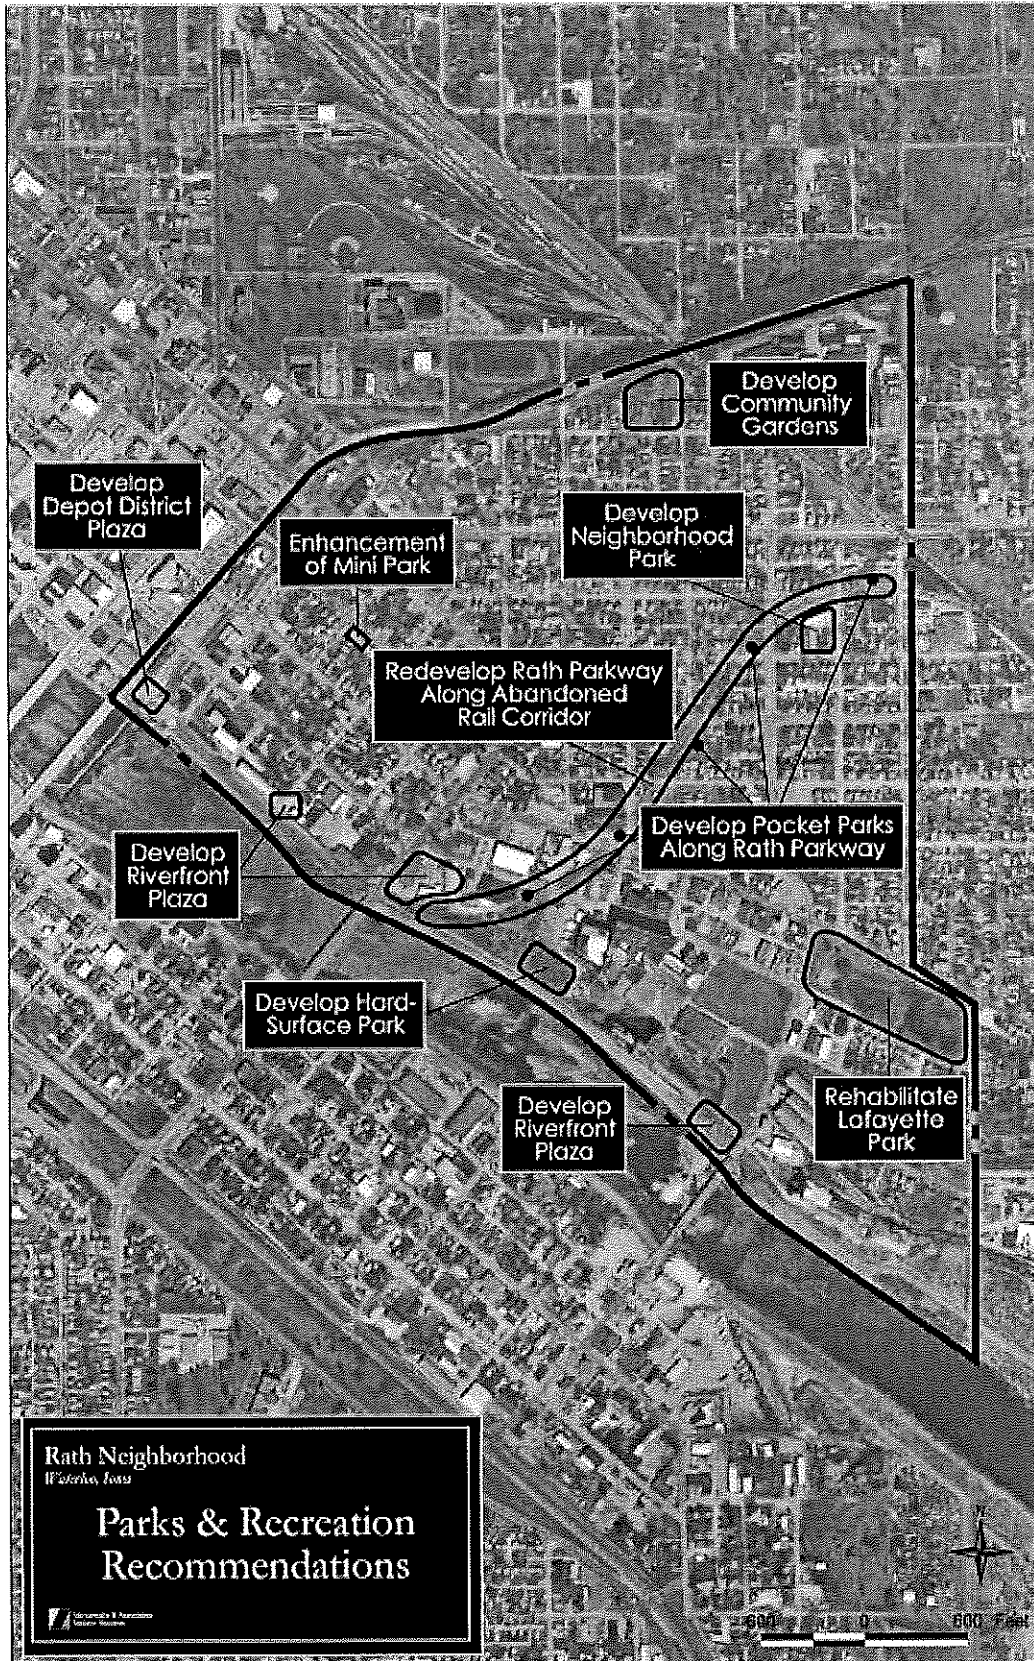 Develop
Community
Gardens
Develop
Depot District
Plaza
Enhancement
of Mini Park
Develop
Neighborhood
Park
Redevelop Rath Parkway
Along Abandoned
Rail Corridor
Develop Pocket Parks
Along Rath Parkway
Develop
Riverfront
Plaza
Develop Hard-
Surface Park
Develop
Riverfront
Plaza
Rehabilitate
Lafayette
Park
Rath Neighborhood
Waterloo, Iowa
Parks & Recreation
Recommendations
N
600 0 600 Feet